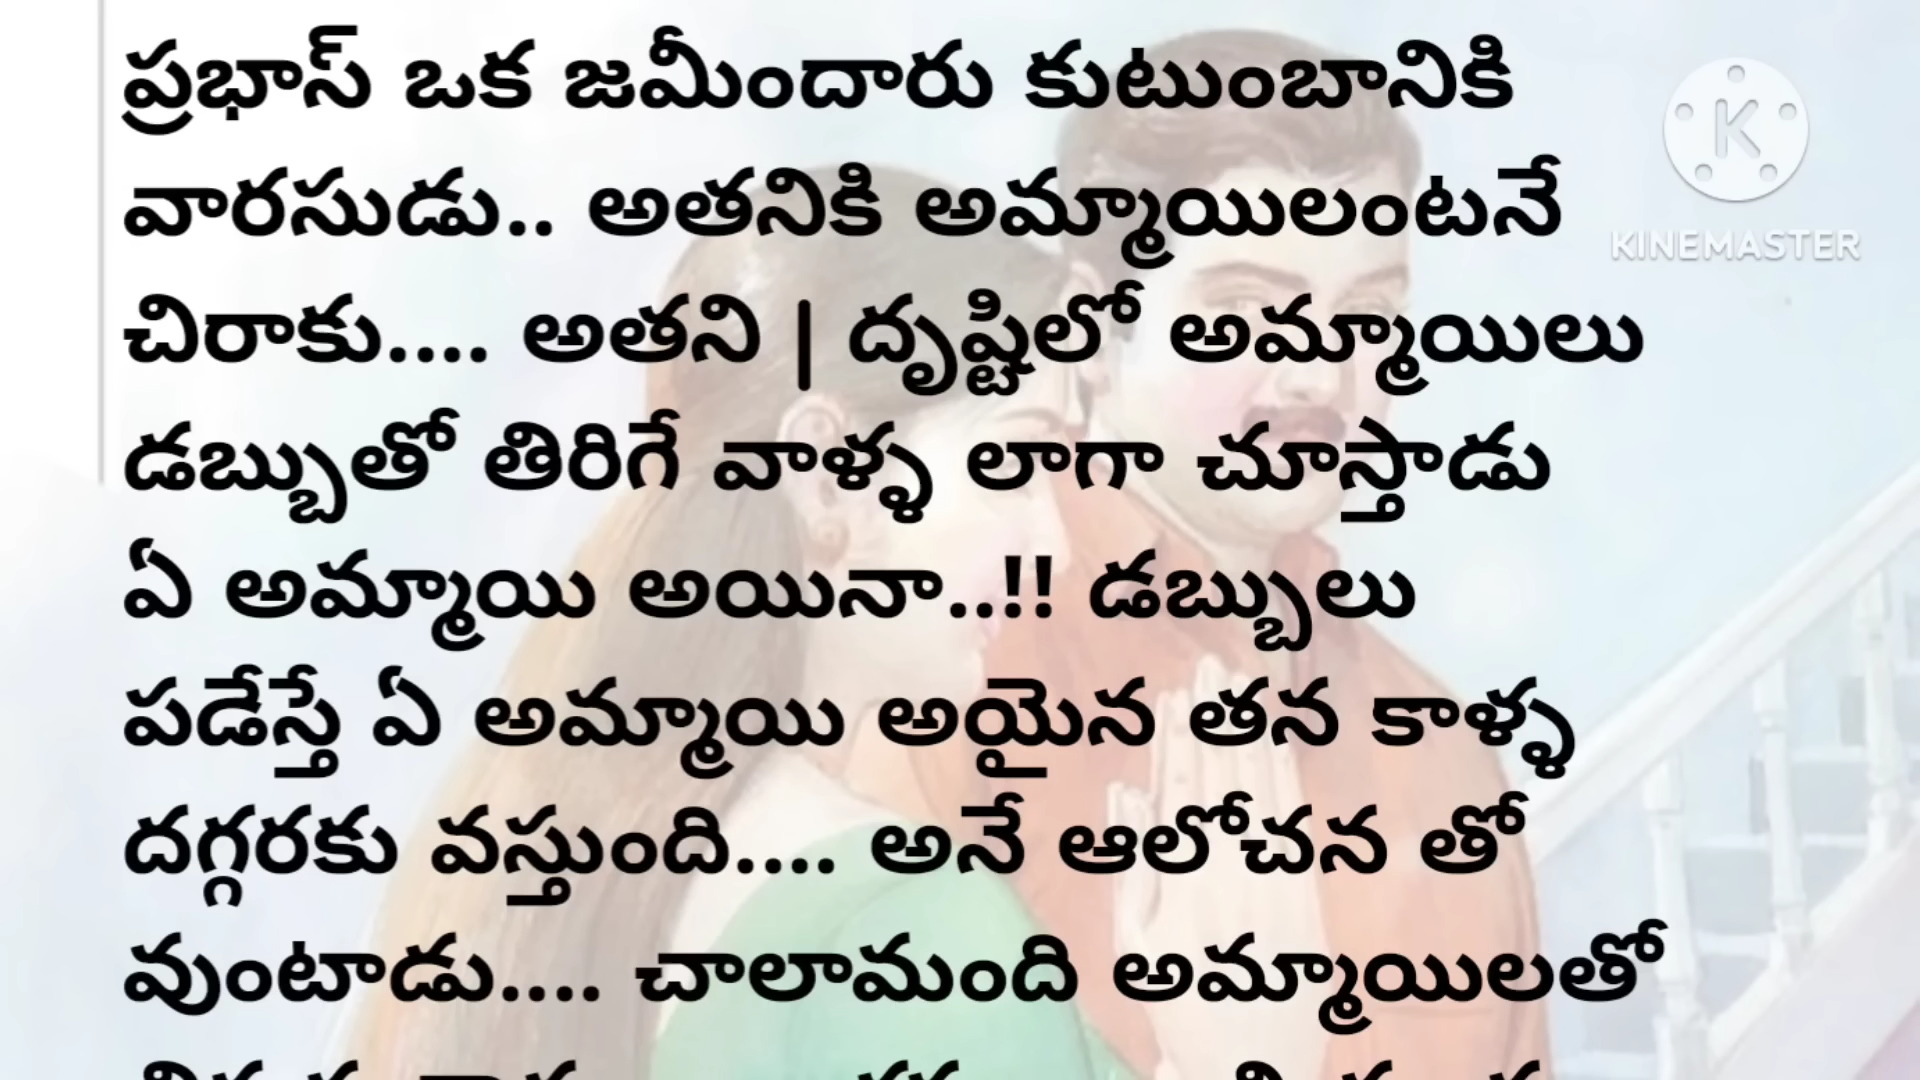 ప్రభాస్ ఒక జమీందారు కుటుంబానికి
వారసుడు.. అతనికి అమ్మాయిలంటనే
చిరాకు.... అతని | దృష్టిలో అమ్మాయిలు
డబ్బుతో తిరిగే వాళ్ళ లాగా చూస్తాడు
ఏ అమ్మాయి అయినా..!! డబ్బులు
పడేస్తే ఏ అమ్మాయి అయైన తన కాళ్ళ
దగ్గరకు వస్తుంది.... అనే ఆలోచన తో
వుంటాడు.... చాలామంది అమ్మాయిలతో
K
KINEMASTER